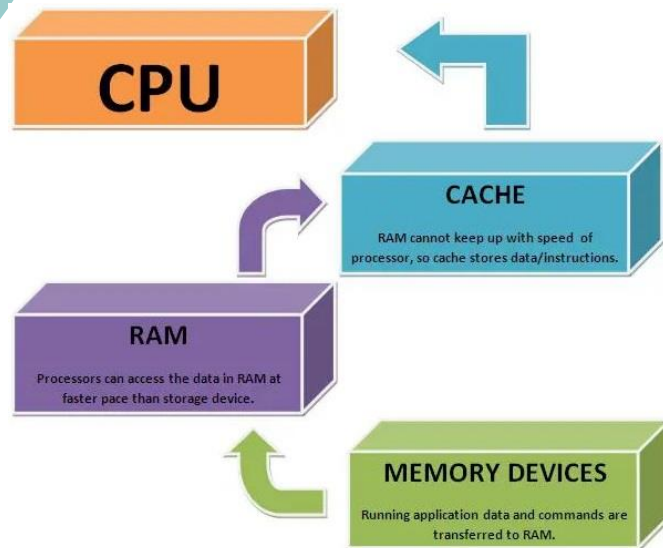 CPU
CACHE
RAM cannot keep up with speed of
processor, so cache stores data/instructions.
RAM
Processors can access the data in RAM at
faster pace than storage device.
MEMORY DEVICES
Running application data and commands are
transferred to RAM.